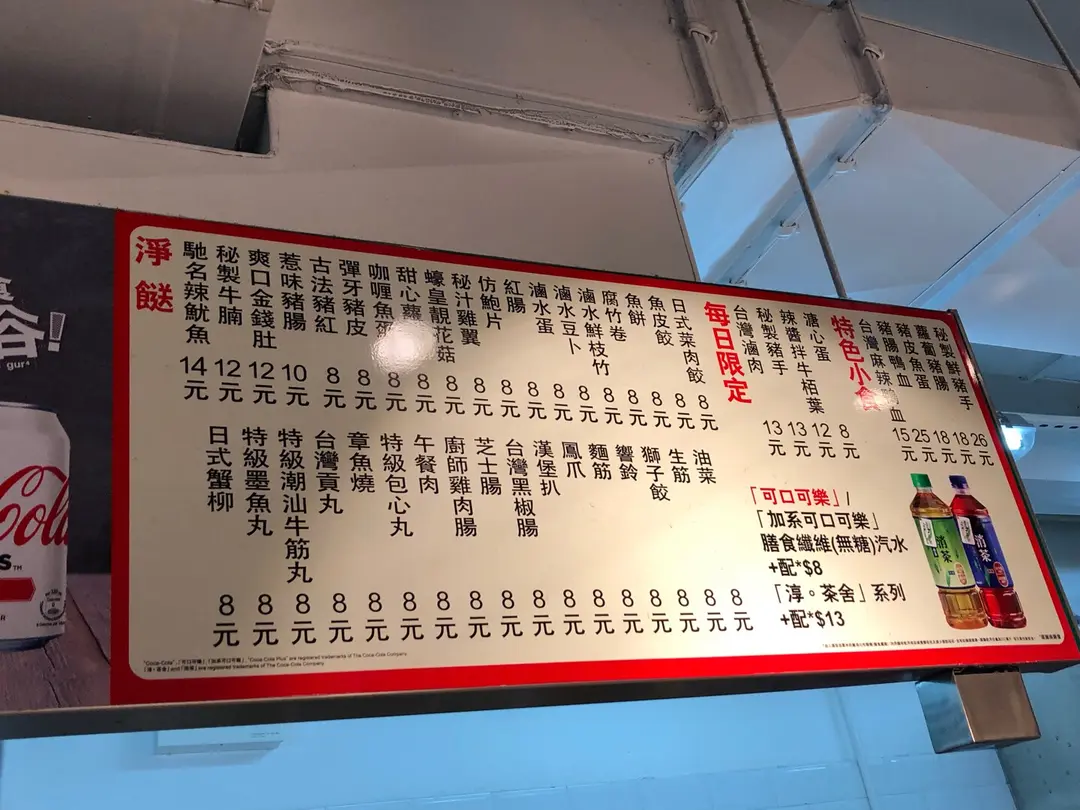 淨餸
馳名辣魷魚 14元
秘製牛腩 12元
爽口金錢肚 12元
惹味豬腸 10元
古法豬紅 8元
彈牙豬皮 8元
咖喱魚蛋 8元
甜心蘿 8元
蠔皇靚花菇 8元
秘汁雞翼 8元
仿鮑片 8元
紅腸 8元
滷水蛋 8元
滷水豆卜 8元
滷水鮮枝竹 8元
腐竹卷 8元
魚餅 8元
魚皮餃 8元
日式菜肉餃 8元
日式蟹柳 8元
特級墨魚丸 8元
特級潮汕牛筋丸 8元
台灣貢丸 8元
章魚燒 8元
特級包心丸 8元
午餐肉 8元
廚師雞肉腸 8元
芝士腸 8元
台灣黑椒腸 8元
漢堡扒 8元
鳳爪 8元
麵筋 8元
響鈴 8元
獅子餃 8元
生筋 8元
油菜 8元
每日限定
台灣滷肉 13元
秘製豬手 13元
辣醬拌牛栢葉 12元
溏心蛋 8元
特色小食
台灣麻辣鴨血 15元
豬腸鴨血 25元
豬皮魚蛋 18元
蘿蔔豬腸 18元
秘製鮮豬手 26元
「可口可樂」/
「加系可口可樂」
膳食纖維(無糖)汽水
+配*$8
「淳。茶舍」系列
+配*$13